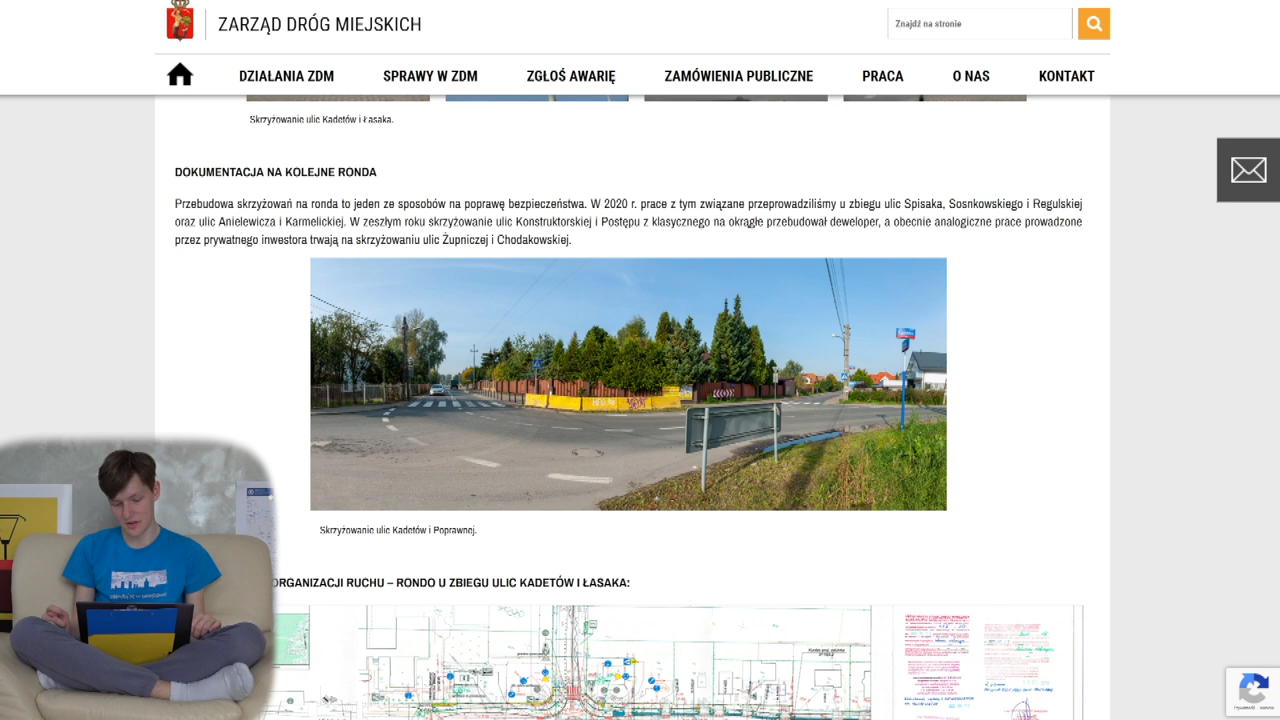 ZARZĄD DRÓG MIEJSKICH
Znajdź na stronie
DZIAŁANIA ZDM
SPRAWY W ZDM
ZGŁOŚ AWARIĘ
ZAMÓWIENIA PUBLICZNE
PRACA
O NAS
KONTAKT
Skrzyżowanie ulic Kadetów i Łasaka.
DOKUMENTACJA NA KOLEJNE RONDA
Przebudowa skrzyżowań na ronda to jeden ze sposobów na poprawę bezpieczeństwa. W 2020 r. prace z tym związane przeprowadziliśmy u zbiegu ulic Spisaka, Sosnkowskiego i Regulskiej
oraz ulic Anielewicza i Karmelickiej. W zeszłym roku skrzyżowanie ulic Konstruktorskiej i Postępu z klasycznego na okrągłe przebudował deweloper, a obecnie analogiczne prace prowadzone
przez prywatnego inwestora trwają na skrzyżowaniu ulic Żupniczej i Chodakowskiej.
Skrzyżowanie ulic Kadetów i Poprawnej.
ORGANIZACJI RUCHU – RONDO U ZBIEGU ULIC KADETÓW I ŁASAKA: